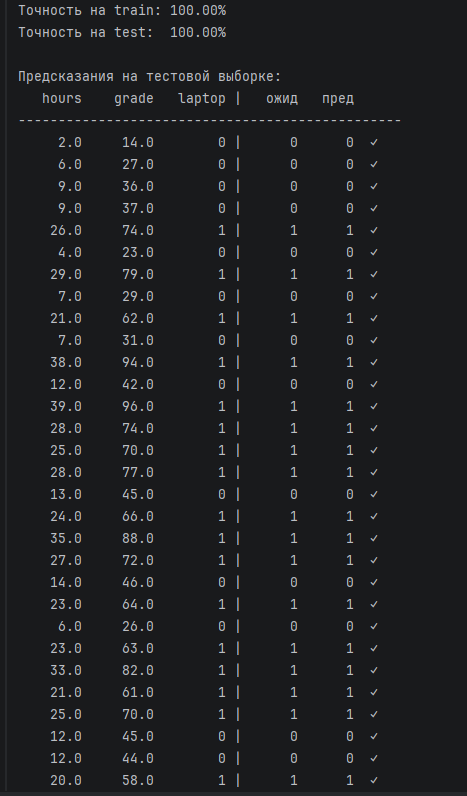 Точность на train: 100.00%
Точность на test:  100.00%
Предсказания на тестовой выборке:
hours grade laptop | ожид пред
------------------------------------------------
2.0 14.0 0 | 0 0 ✓
6.0 27.0 0 | 0 0 ✓
9.0 36.0 0 | 0 0 ✓
9.0 37.0 0 | 0 0 ✓
26.0 74.0 1 | 1 1 ✓
4.0 23.0 0 | 0 0 ✓
29.0 79.0 1 | 1 1 ✓
7.0 29.0 0 | 0 0 ✓
21.0 62.0 1 | 1 1 ✓
7.0 31.0 0 | 0 0 ✓
38.0 94.0 1 | 1 1 ✓
12.0 42.0 0 | 0 0 ✓
39.0 96.0 1 | 1 1 ✓
28.0 74.0 1 | 1 1 ✓
25.0 70.0 1 | 1 1 ✓
28.0 77.0 1 | 1 1 ✓
13.0 45.0 0 | 0 0 ✓
24.0 66.0 1 | 1 1 ✓
35.0 88.0 1 | 1 1 ✓
27.0 72.0 1 | 1 1 ✓
14.0 46.0 0 | 0 0 ✓
23.0 64.0 1 | 1 1 ✓
6.0 26.0 0 | 0 0 ✓
23.0 63.0 1 | 1 1 ✓
33.0 82.0 1 | 1 1 ✓
21.0 61.0 1 | 1 1 ✓
25.0 70.0 1 | 1 1 ✓
12.0 45.0 0 | 0 0 ✓
12.0 44.0 0 | 0 0 ✓
20.0 58.0 1 | 1 1 ✓